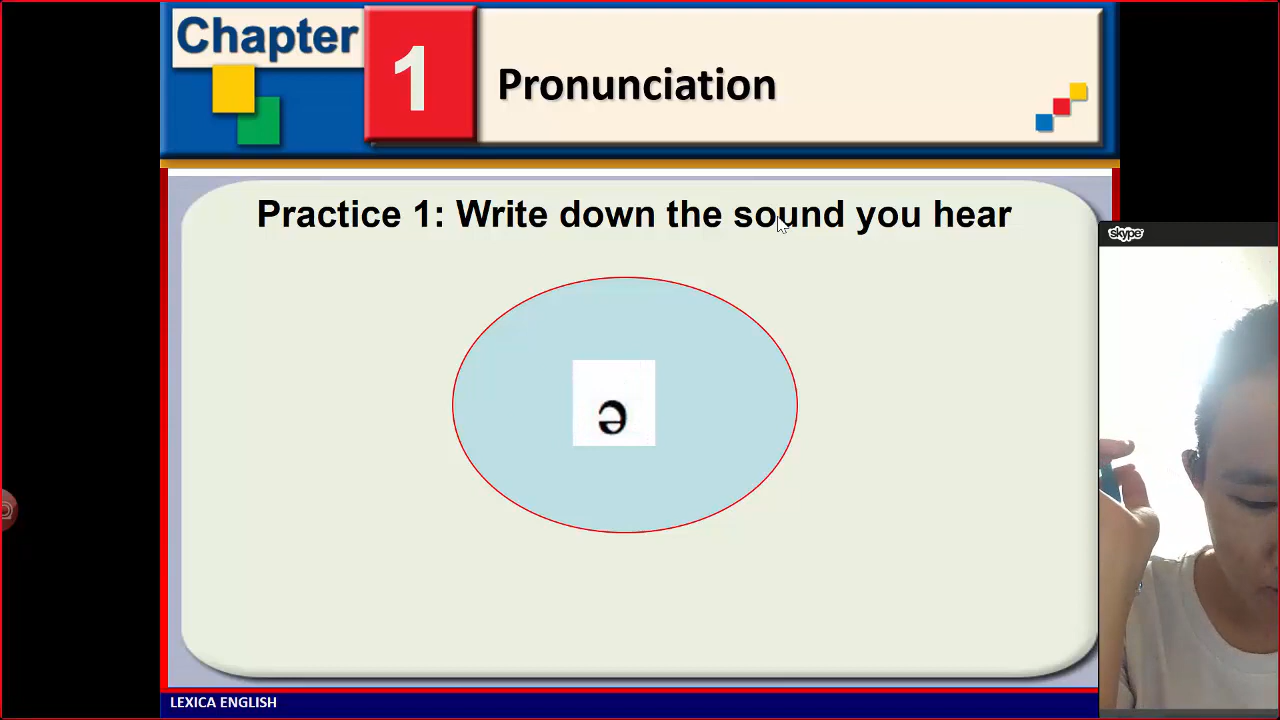 Chapter
1
Pronunciation
Practice 1: Write down the sound you hear
skype
ə
LEXICA ENGLISH